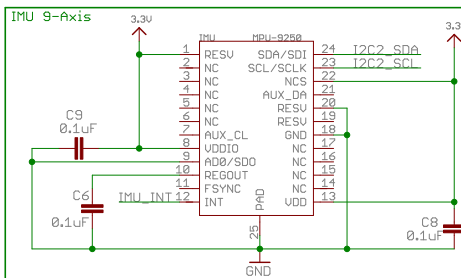 IMU 9-Axis
3.3V
IMU MPU-9250
3.3
1 RESV SDA/SDI 24 I2C2_SDA
2 NC SCL/SCLK 23 I2C2_SCL
3 NC NCS 22
4 NC AUX_DA 21
5 NC RESV 20
6 NC RESV 19
7 AUX_CL GND 18
8 VDDIO NC 17
9 AD0/SDO NC 16
10 REGOUT NC 15
11 FSYNC NC 14
IMU_INT 12 INT VDD 13
PAD
25
C9
0.1uF
C6
0.1uF
C8
0.1uF
GND